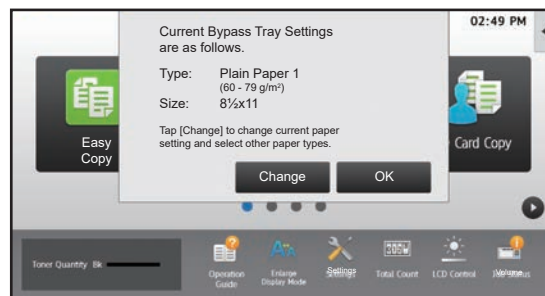 02:49 PM
Current Bypass Tray Settings
are as follows.
Type: Plain Paper 1
(60 - 79 g/m²)
Size: 8½x11
Tap [Change] to change current paper
setting and select other paper types.
Change OK
Easy
Copy
Card Copy
Toner Quantity Bk
Operation
Guide
Enlarge
Display Mode
Settings
Total Count
LCD Control